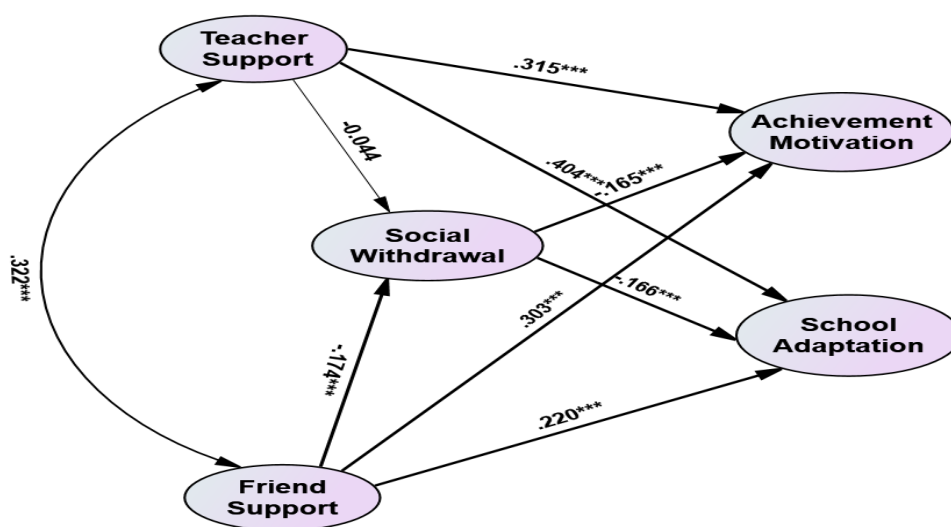 Teacher
Support
.315***
Achievement
Motivation
-0.044
.404***
-.165***
Social
Withdrawal
.322***
-.166***
.303***
School
Adaptation
-.174***
.220***
Friend
Support